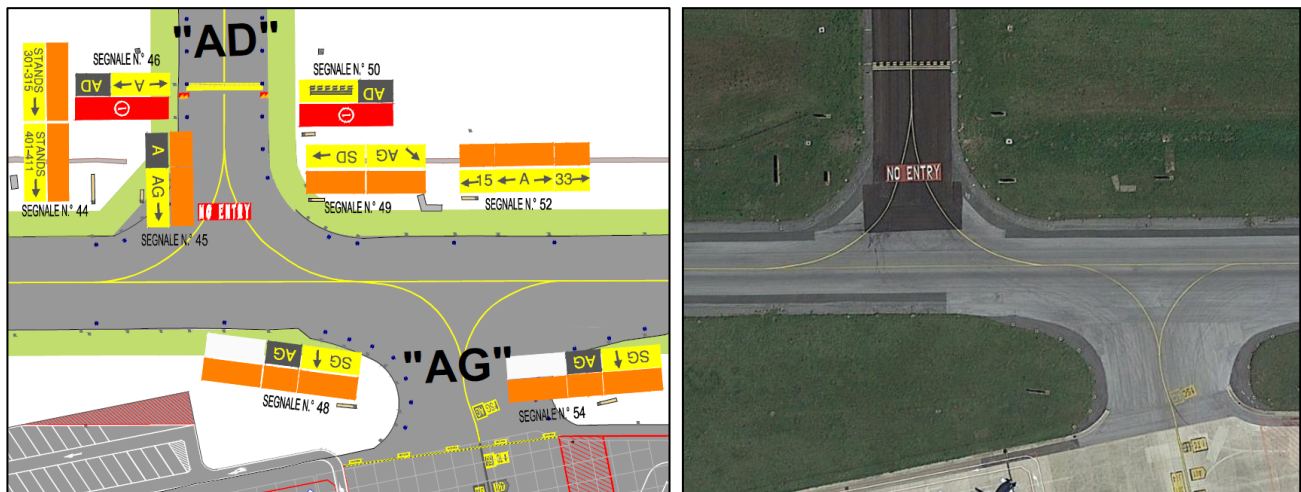 "AD"
SEGNALE N.° 46
SEGNALE N.° 50
STANDS
301-315 ↓
AD ← A →
AD
STANDS
401-411 ↓
A
AG ↓
← SD AG ↘
←15 ← A → 33→
SEGNALE N.° 44
NO ENTRY
SEGNALE N.° 49
SEGNALE N.° 52
SEGNALE N.° 45
AG ↓ SG
"AG"
AG ↓ SG
SEGNALE N.° 48
SEGNALE N.° 54
NO ENTRY